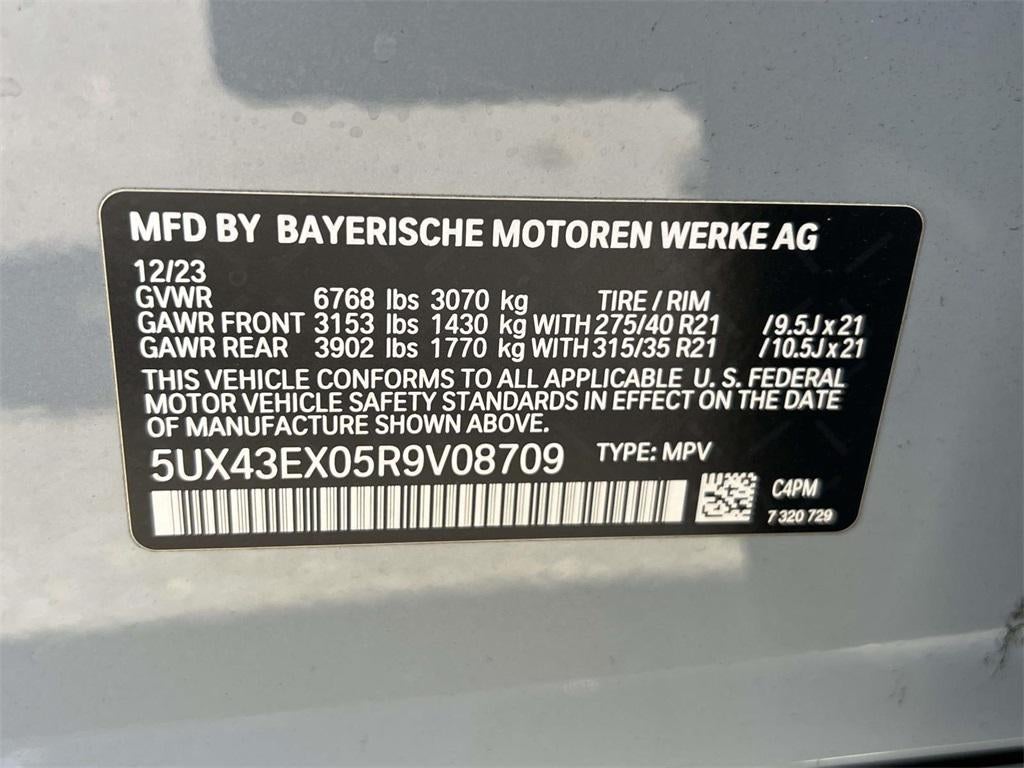 MFD BY BAYERISCHE MOTOREN WERKE AG
12/23
GVWR 6768 lbs 3070 kg TIRE / RIM
GAWR FRONT 3153 lbs 1430 kg WITH 275/40 R21 /9.5J x 21
GAWR REAR 3902 lbs 1770 kg WITH 315/35 R21 /10.5J x 21
THIS VEHICLE CONFORMS TO ALL APPLICABLE U. S. FEDERAL
MOTOR VEHICLE SAFETY STANDARDS IN EFFECT ON THE DATE
OF MANUFACTURE SHOWN ABOVE.
5UX43EX05R9V08709 TYPE: MPV
C4PM
7 320 729